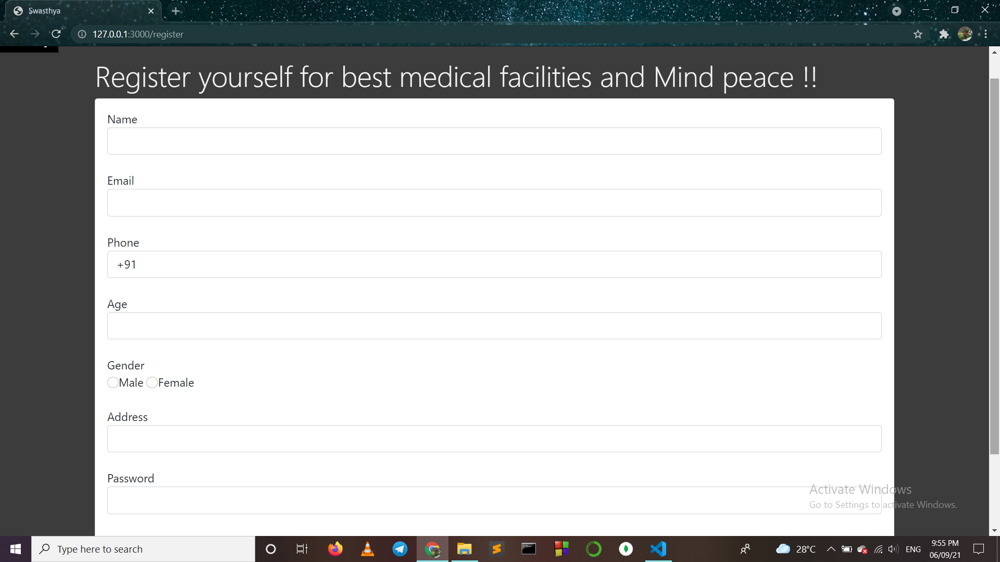 Swasthya
127.0.0.1:3000/register
Register yourself for best medical facilities and Mind peace !!
Name
Email
Phone
+91
Age
Gender
Male Female
Address
Password
Activate Windows
Go to Settings to activate Windows.
Type here to search
28°C
ENG
9:55 PM
06/09/21